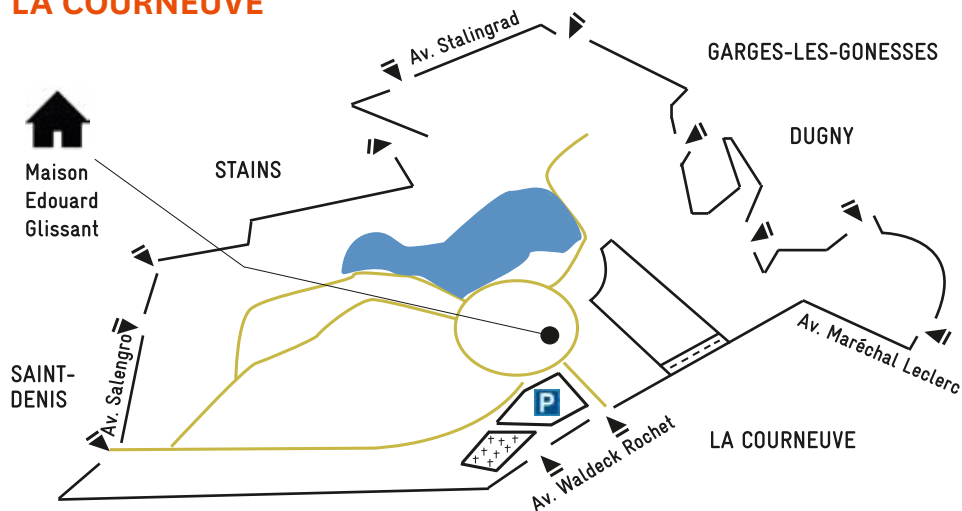 LA COURNEUVE
Av. Stalingrad
GARGES-LES-GONESSES
DUGNY
STAINS
Maison
Edouard
Glissant
Av. Salengro
SAINT-
DENIS
Av. Maréchal Leclerc
P
LA COURNEUVE
Av. Waldeck Rochet